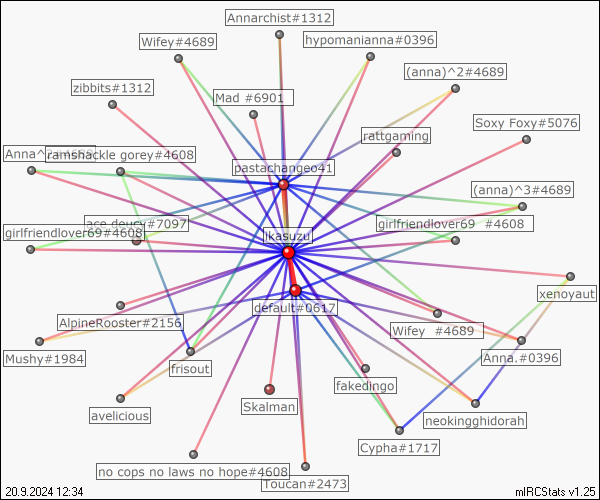 Annarchist#1312
Wifey#4689
hypomanianna#0396
(anna)^2#4689
zibbits#1312
Mad #6901
Soxy Foxy#5076
rattgaming
ramshackle gorey#4608
pastachangeo41
(anna)^3#4689
ace deucy#7097
girlfriendlover69 #4608
girlfriendlover69#4608
ikasuzu
xenoyaut
default#0617
AlpineRooster#2156
Wifey #4689
Mushy#1984
frisout
Anna.#0396
fakedingo
avelicious
Skalman
neokingghidorah
Cypha#1717
no cops no laws no hope#4608
Toucan#2473
20.9.2024 12:34
mIRCStats v1.25